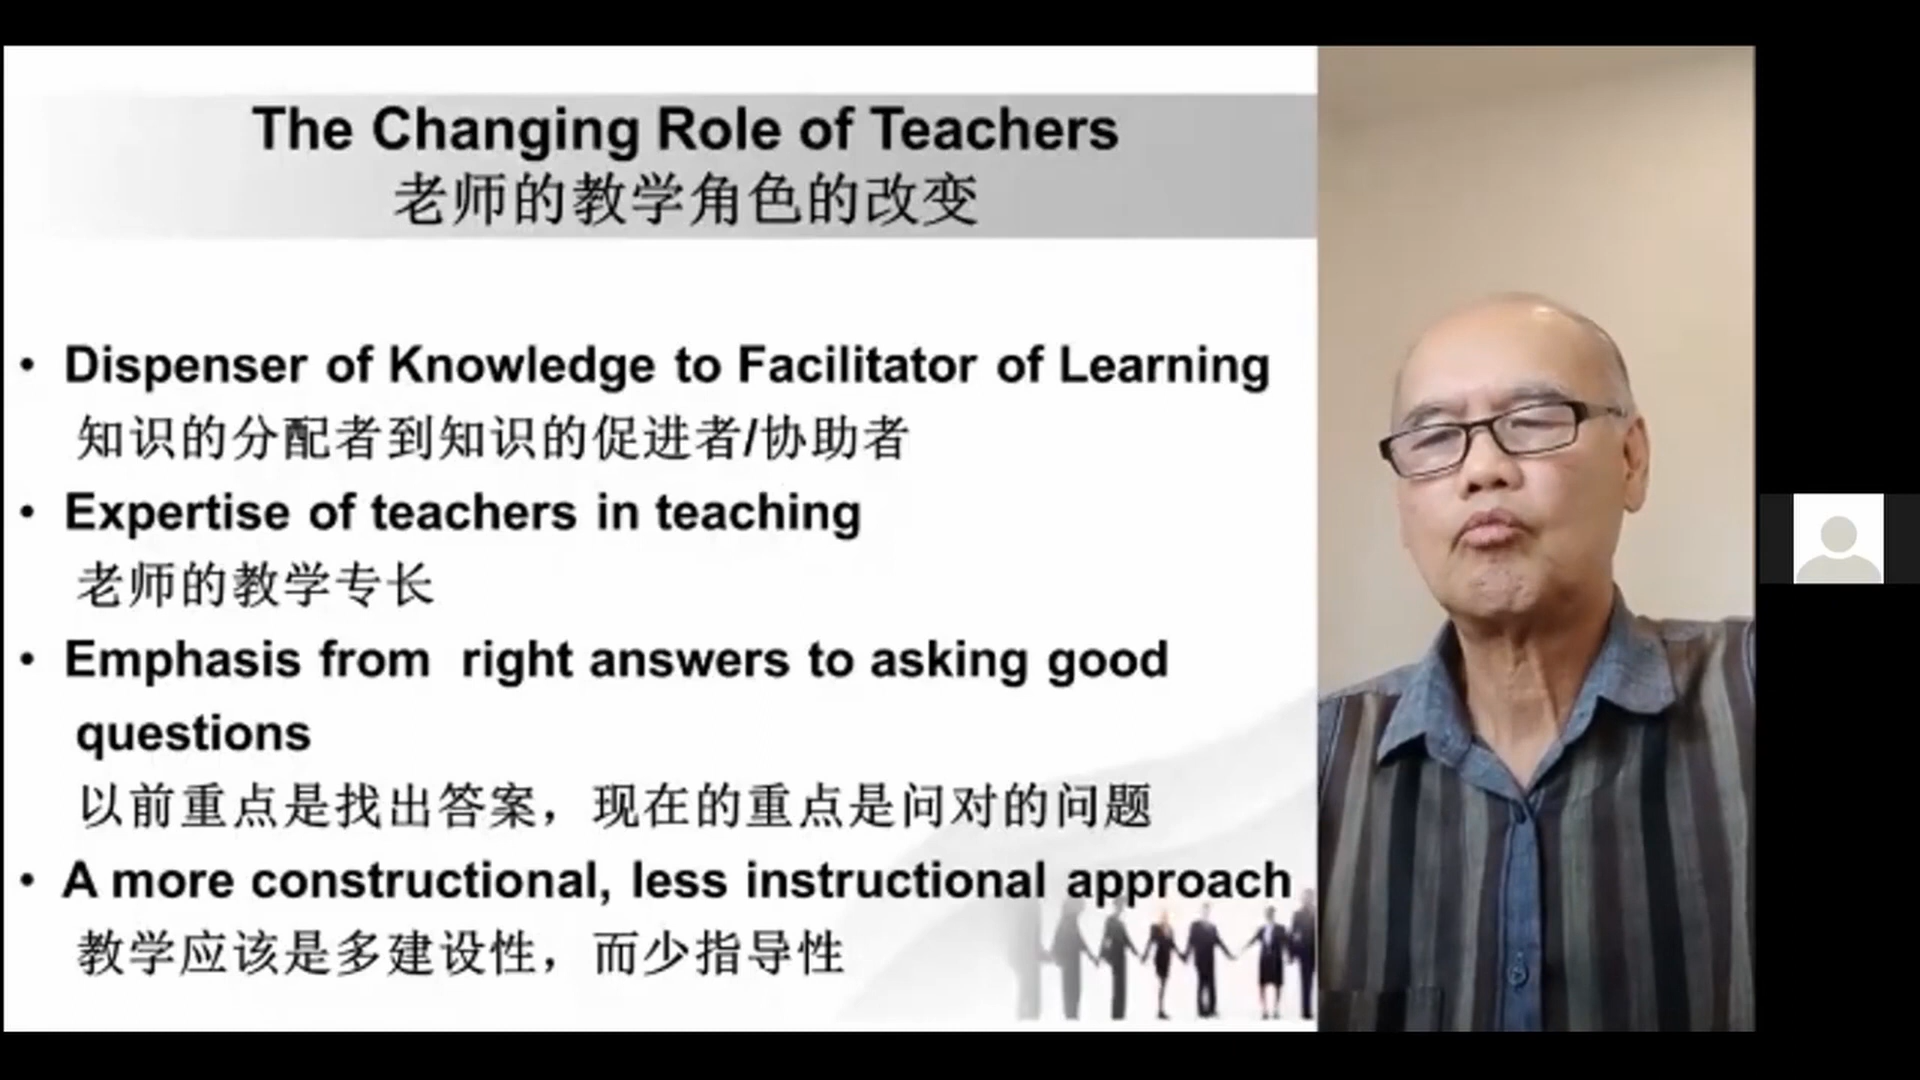 The Changing Role of Teachers
老师的教学角色的改变
• Dispenser of Knowledge to Facilitator of Learning
知识的分配者到知识的促进者/协助者
• Expertise of teachers in teaching
老师的教学专长
• Emphasis from right answers to asking good
questions
以前重点是找出答案，现在的重点是问对的问题
• A more constructional, less instructional approach
教学应该是多建设性，而少指导性